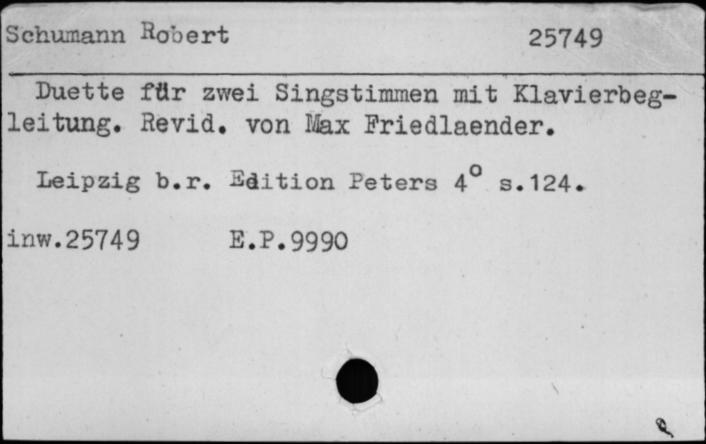 Schumann Robert 25749
Duette für zwei Singstimmen mit Klavierbeg-
leitung. Revid. von Max Friedlaender.
Leipzig b.r. Edition Peters 4° s.124.
inw.25749 E.P.9990